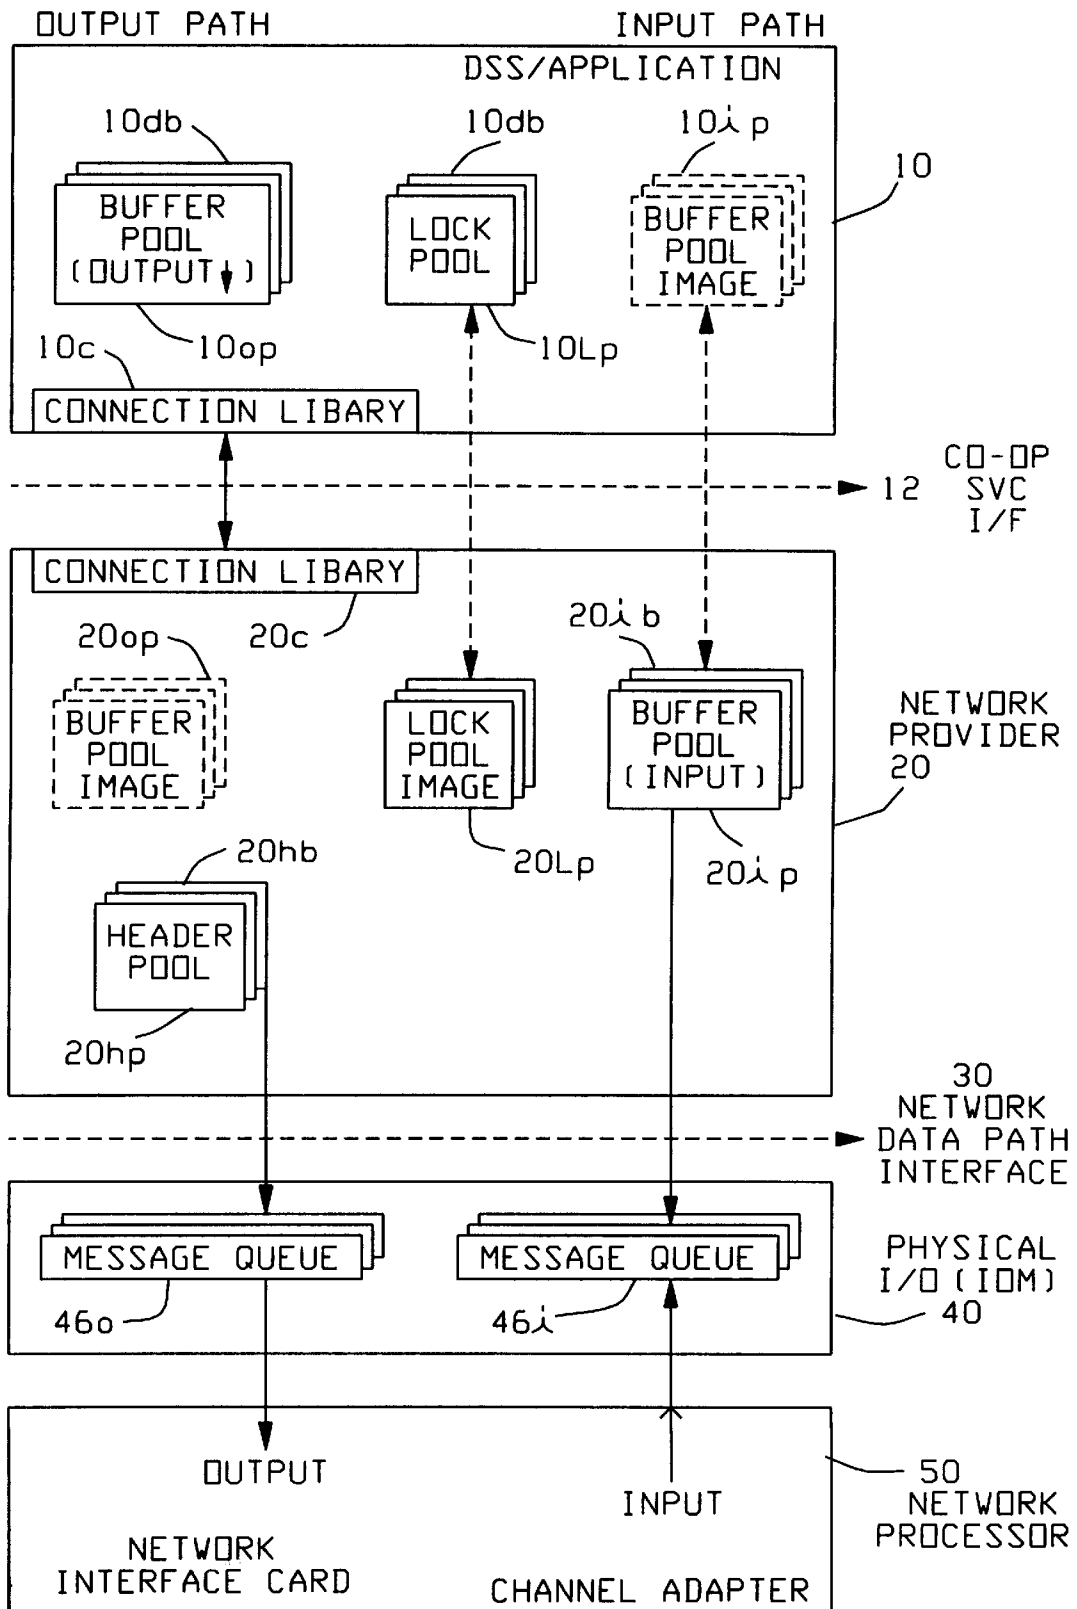 OUTPUT PATH
INPUT PATH
DSS/APPLICATION
10db
10db
10ip
10
BUFFER
POOL
(OUTPUT↓)
LOCK
POOL
BUFFER
POOL
IMAGE
10c
10op
10Lp
CONNECTION LIBARY
12
CO-OP
SVC
I/F
CONNECTION LIBARY
20op
20c
20ib
BUFFER
POOL
IMAGE
LOCK
POOL
IMAGE
BUFFER
POOL
(INPUT)
NETWORK
PROVIDER
20
20hb
20Lp
20ip
HEADER
POOL
20hp
30
NETWORK
DATA PATH
INTERFACE
MESSAGE QUEUE
MESSAGE QUEUE
PHYSICAL
I/O (IOM)
46o
46i
40
OUTPUT
INPUT
50
NETWORK
PROCESSOR
NETWORK
INTERFACE CARD
CHANNEL ADAPTER